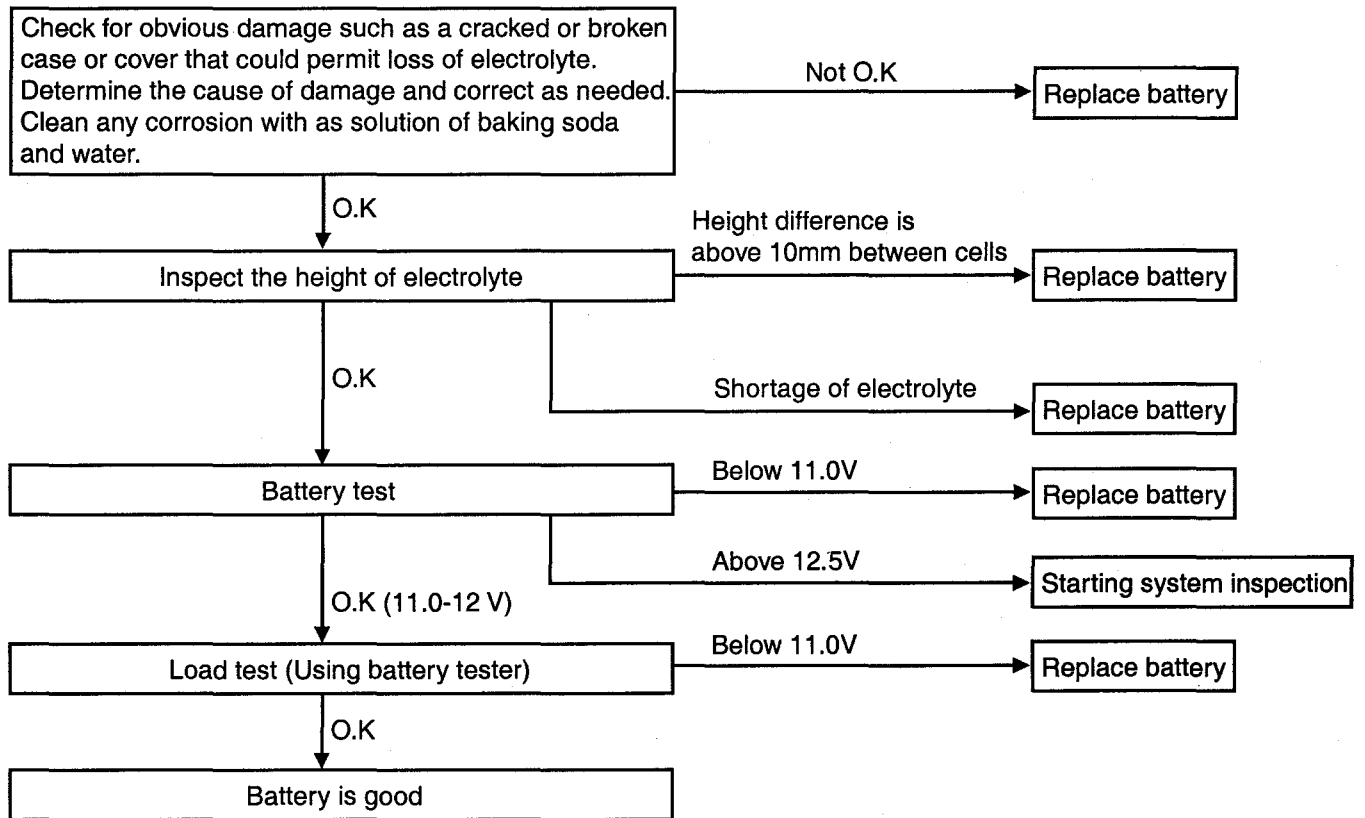 Check for obvious damage such as a cracked or broken
case or cover that could permit loss of electrolyte.
Determine the cause of damage and correct as needed.
Clean any corrosion with as solution of baking soda
and water.
Not O.K
Replace battery
O.K
Height difference is
above 10mm between cells
Inspect the height of electrolyte
Replace battery
O.K
Shortage of electrolyte
Replace battery
Battery test
Below 11.0V
Replace battery
Above 12.5V
Starting system inspection
O.K (11.0-12 V)
Load test (Using battery tester)
Below 11.0V
Replace battery
O.K
Battery is good